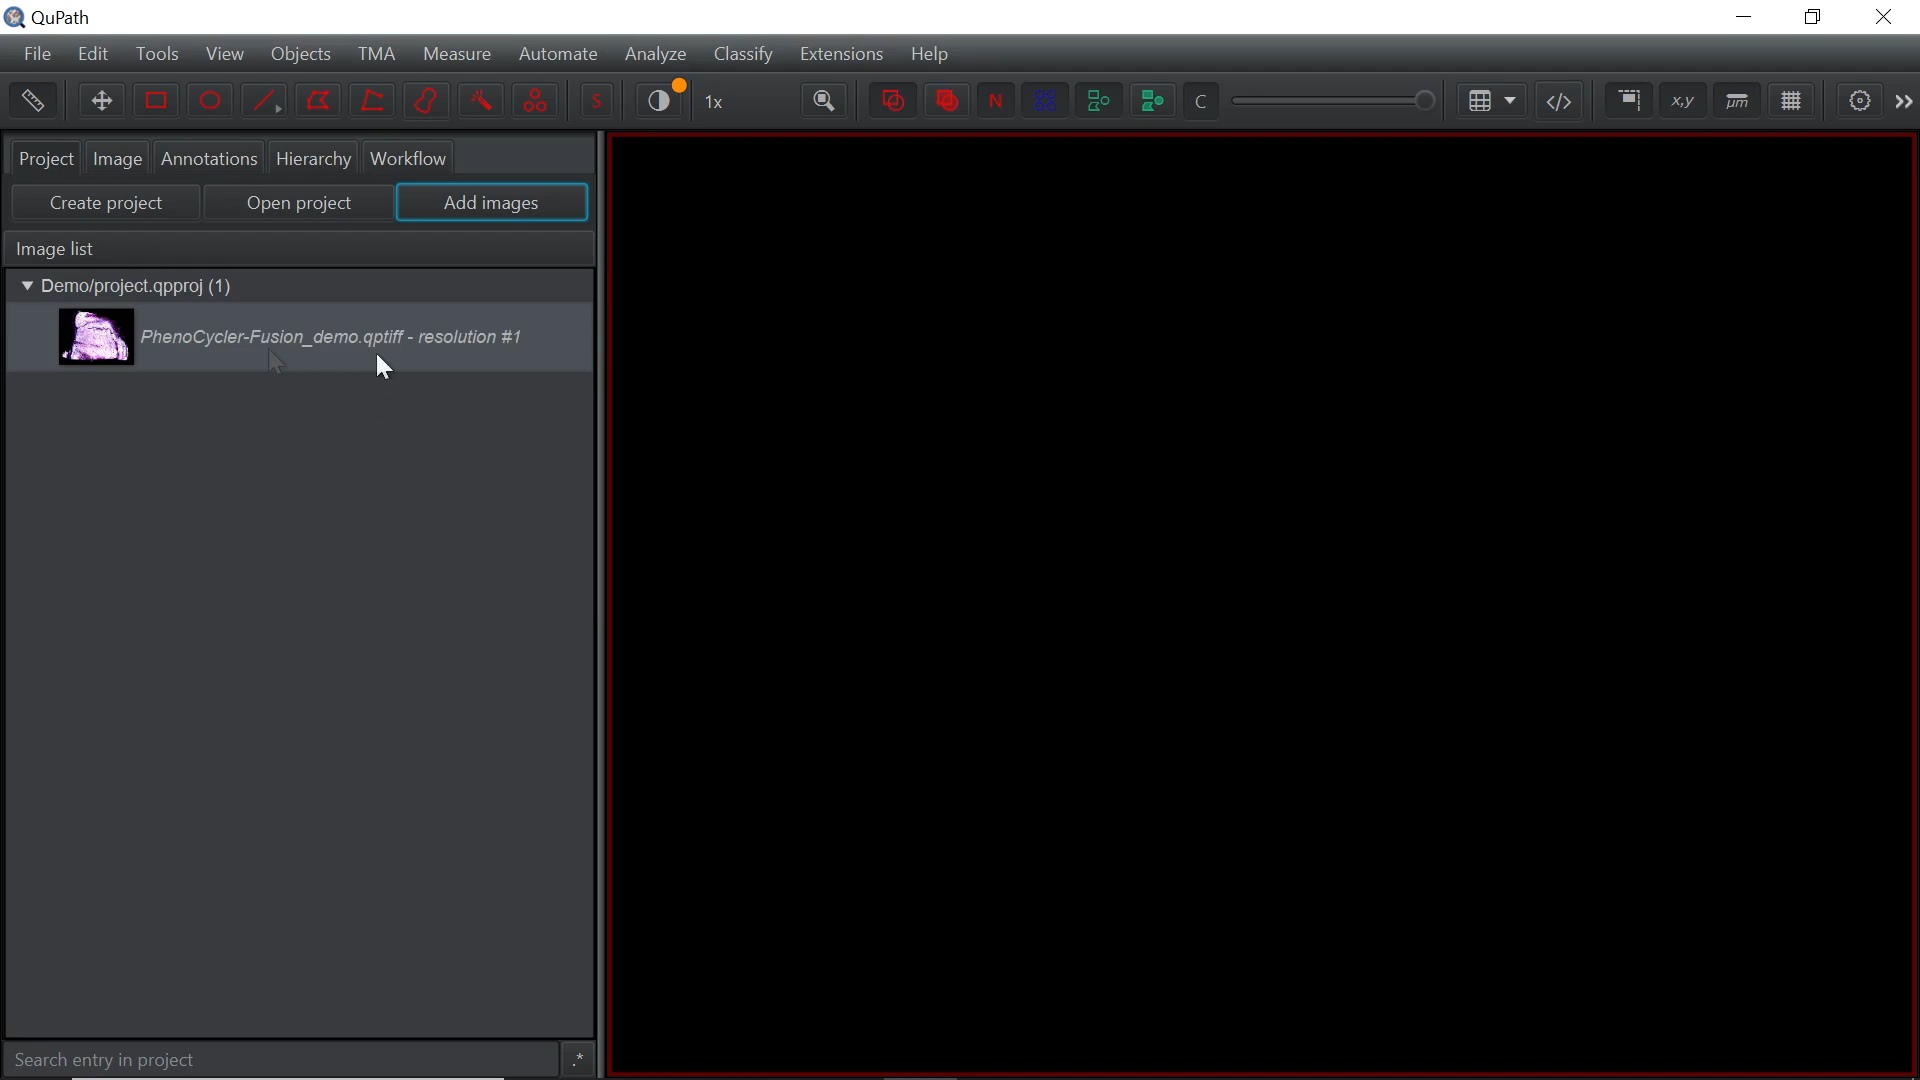 QuPath
File Edit Tools View Objects TMA Measure Automate Analyze Classify Extensions Help
S 1x N C </> x,y µm
Project Image Annotations Hierarchy Workflow
Create project Open project Add images
Image list
Demo/project.qpproj (1)
PhenoCycler-Fusion_demo.qptiff - resolution #1
Search entry in project .*